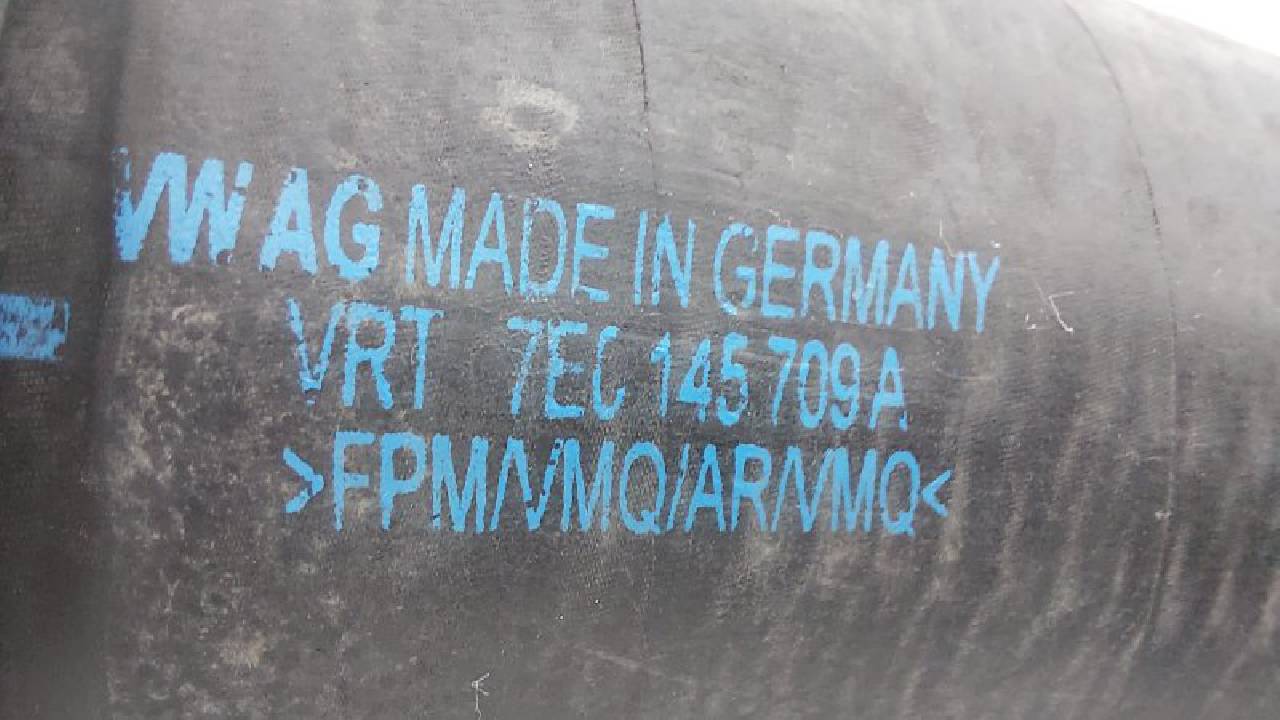 VW AG MADE IN GERMANY
VRT 7EC 145 709 A
>FPM/VMQ/AR/VMQ<